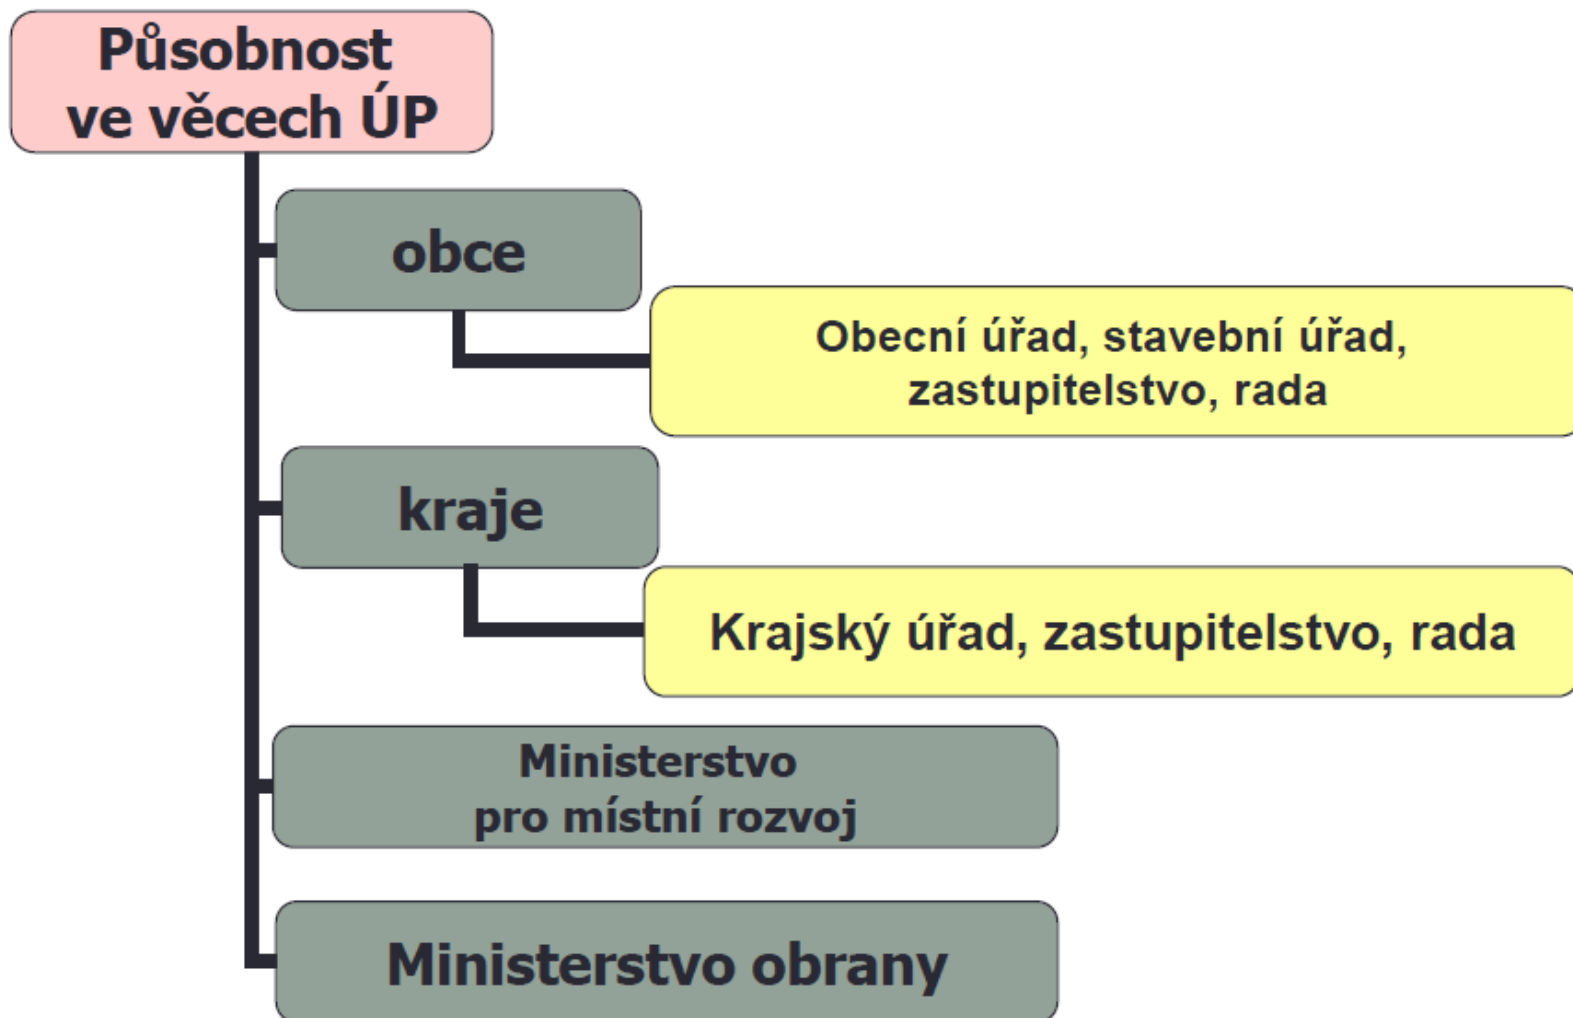 Působnost
ve věcech ÚP
obce
Obecní úřad, stavební úřad,
zastupitelstvo, rada
kraje
Krajský úřad, zastupitelstvo, rada
Ministerstvo
pro místní rozvoj
Ministerstvo obrany